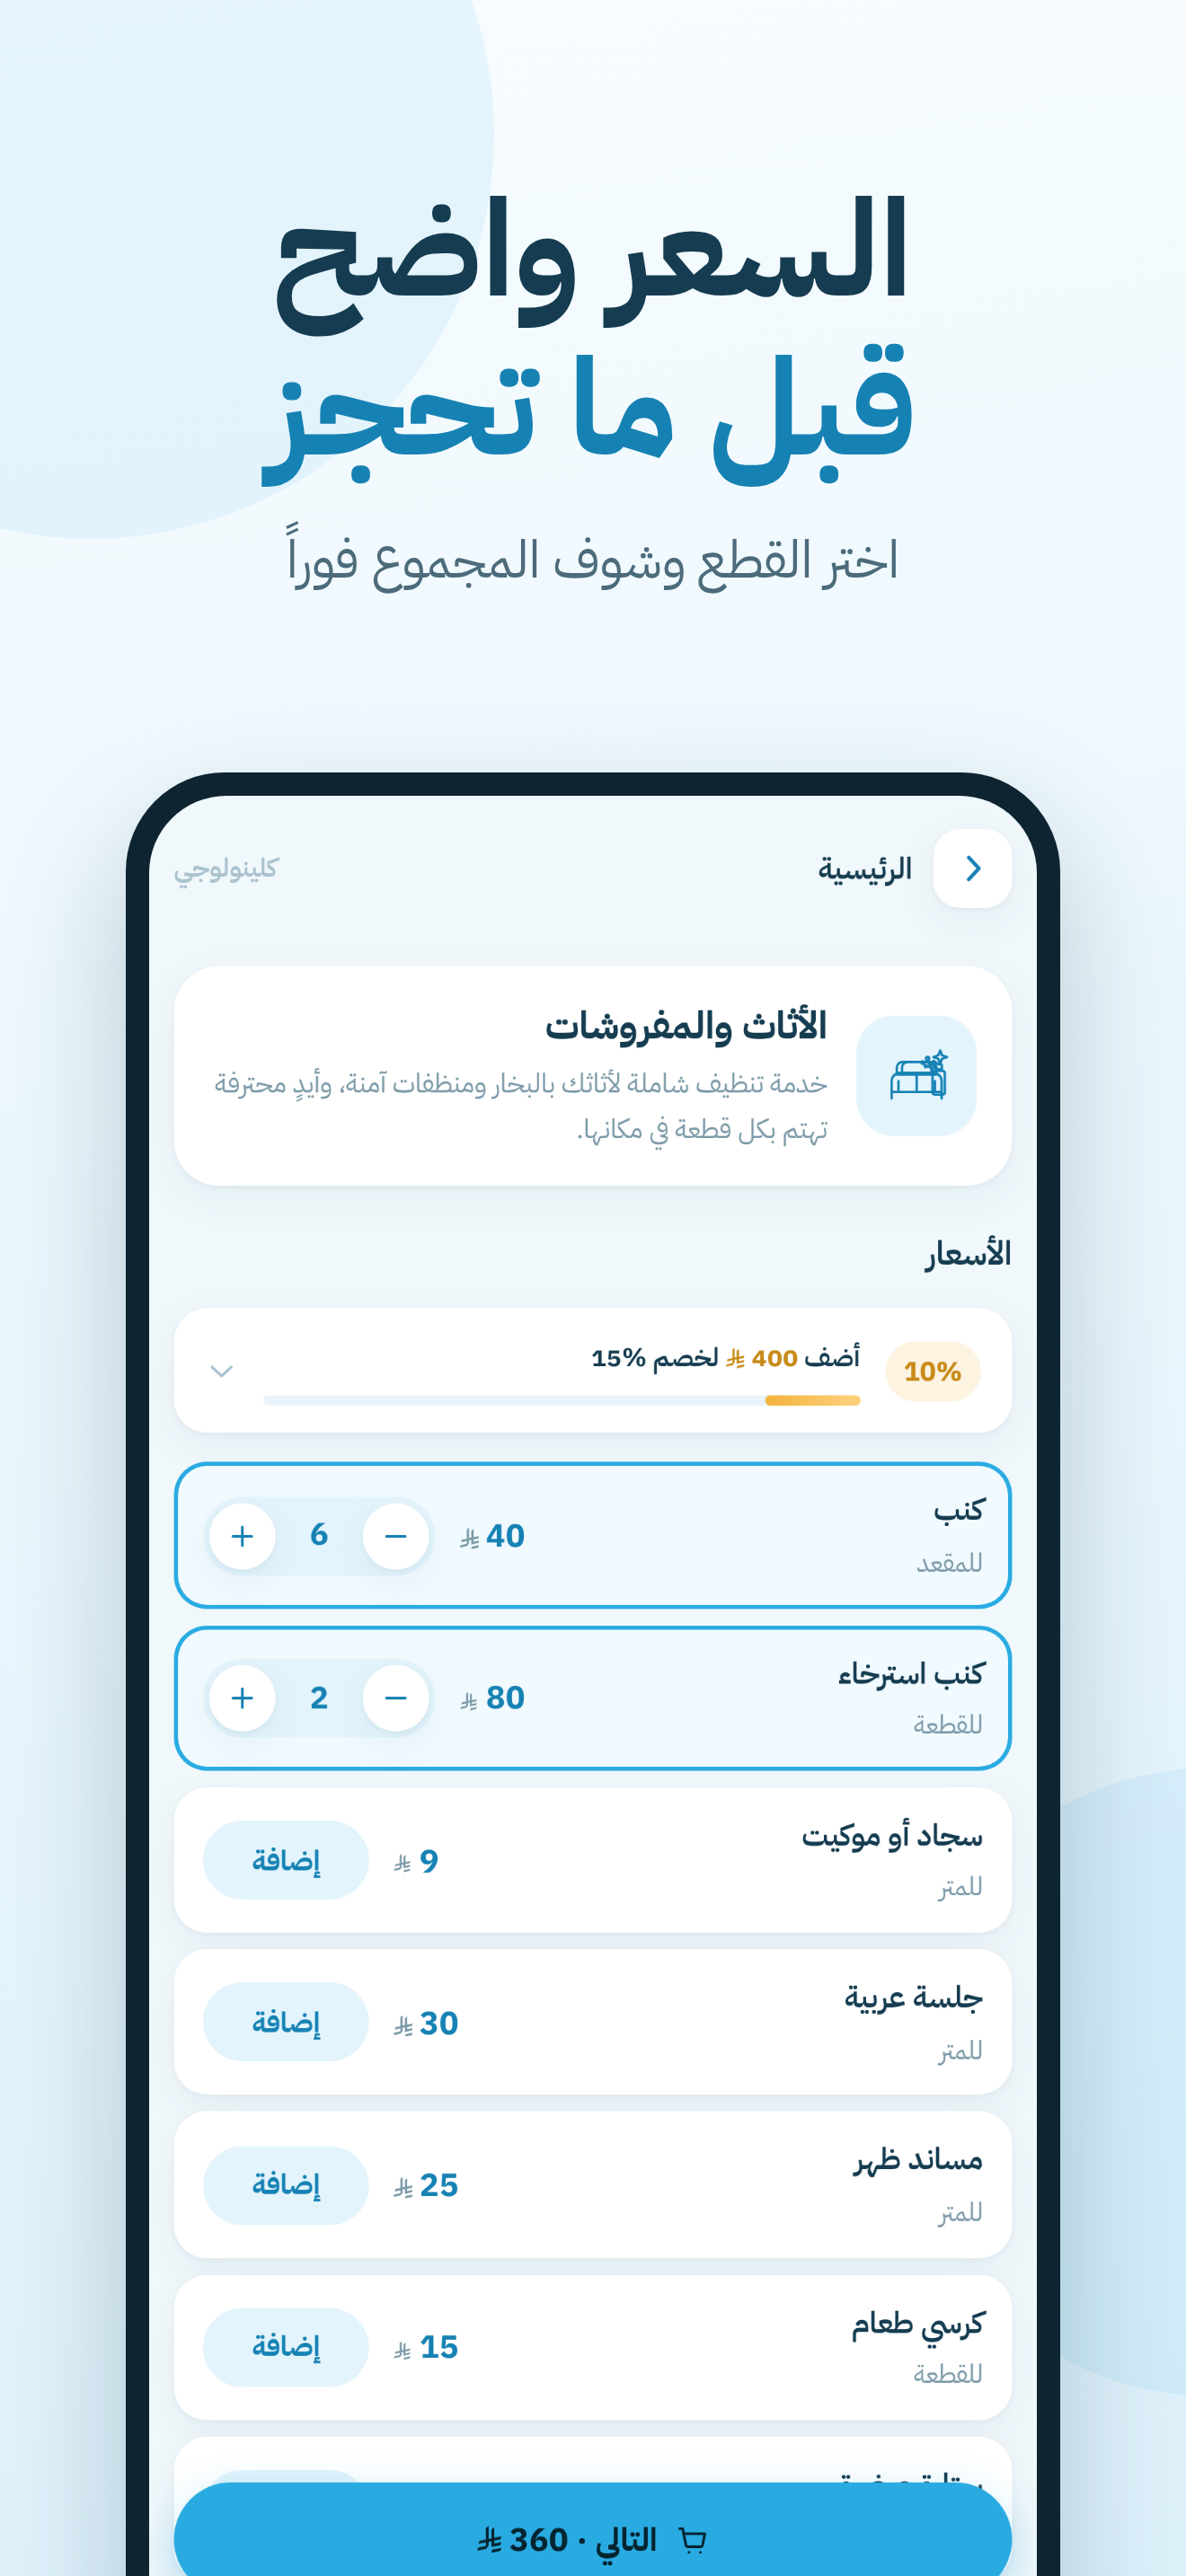 السعر واضح
قبل ما تحجز
اختر القطع وشوف المجموع فوراً
الرئيسية
كلينولوجي
الأثاث والمفروشات
خدمة تنظيف شاملة لأثاثك بالبخار ومنظفات آمنة، وأيدٍ محترفة
تهتم بكل قطعة في مكانها.
الأسعار
10%
أضف 400 ⃁ لخصم 15%
كنب
للمقعد
40 ⃁
6
كنب استرخاء
للقطعة
80 ⃁
2
سجاد أو موكيت
للمتر
9 ⃁
إضافة
جلسة عربية
للمتر
30 ⃁
إضافة
مساند ظهر
للمتر
25 ⃁
إضافة
كرسي طعام
للقطعة
15 ⃁
إضافة
التالي · 360 ⃁